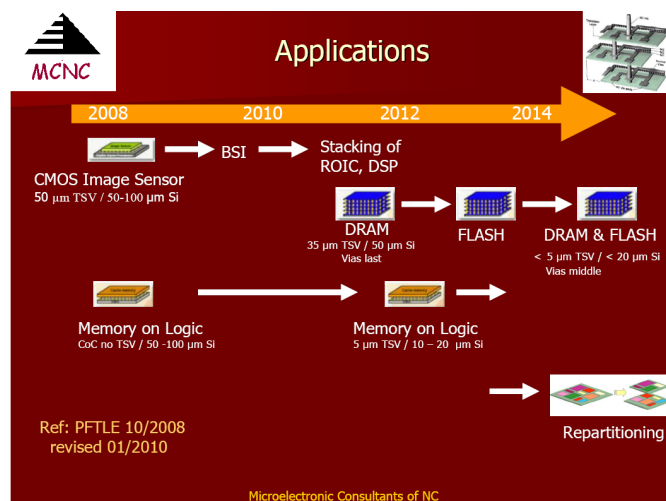 MCNC
Applications
2008 2010 2012 2014
BSI
Stacking of
ROIC, DSP
CMOS Image Sensor
50 µm TSV / 50-100 µm Si
DRAM
35 µm TSV / 50 µm Si
Vias last
FLASH
DRAM & FLASH
< 5 µm TSV / < 20 µm Si
Vias middle
Memory on Logic
CoC no TSV / 50 -100 µm Si
Memory on Logic
5 µm TSV / 10 – 20 µm Si
Repartitioning
Ref: PFTLE 10/2008
revised 01/2010
Microelectronic Consultants of NC